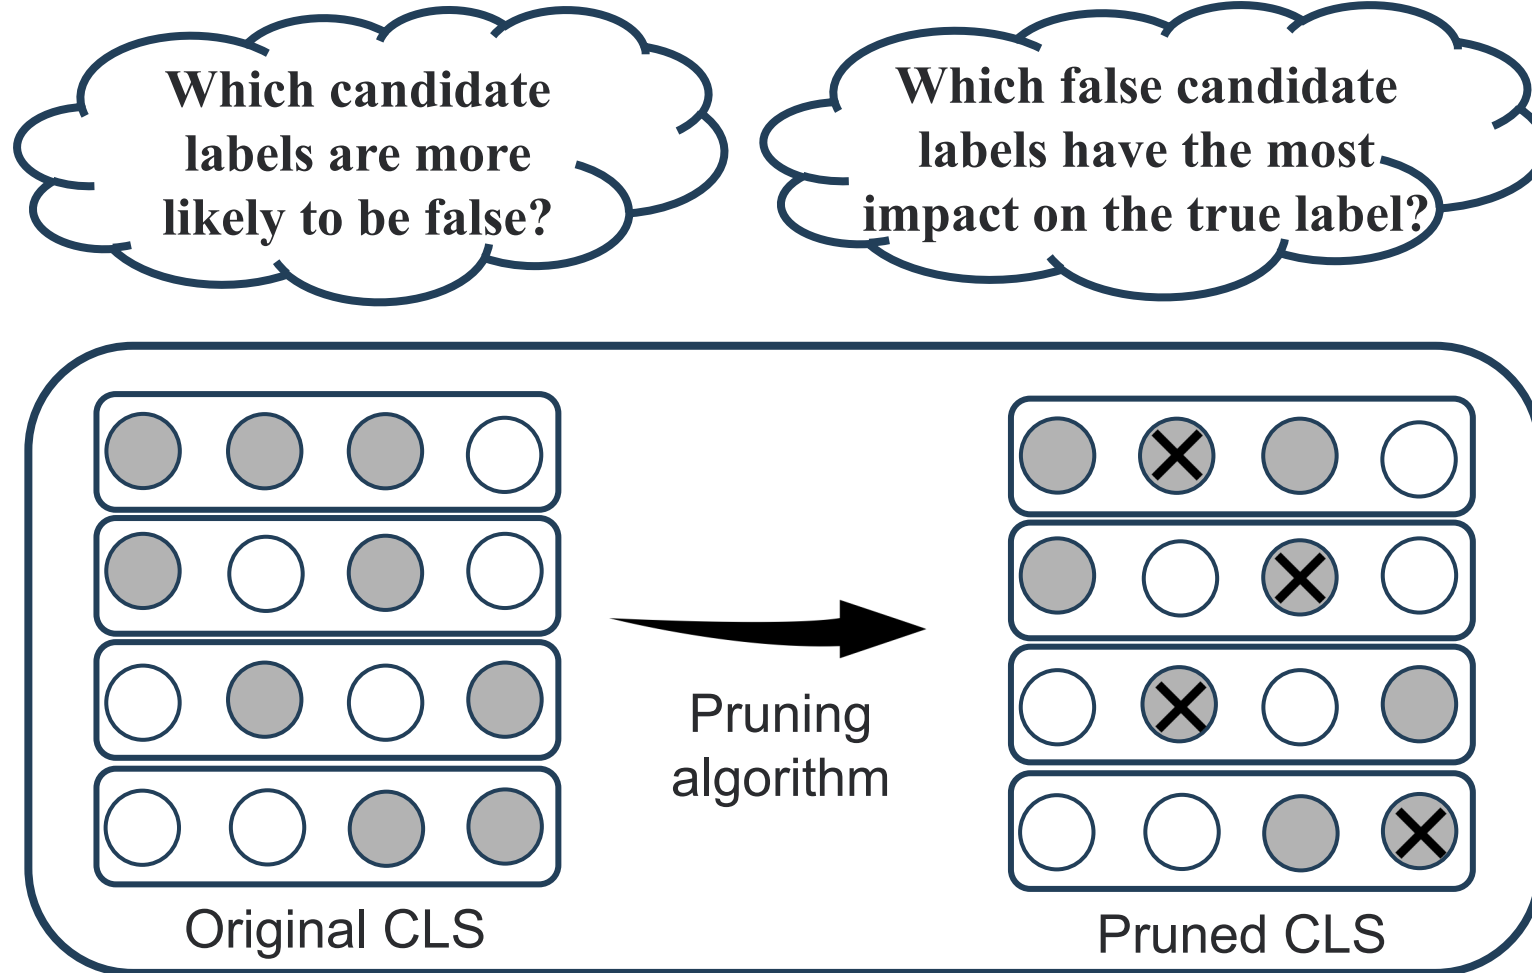 Which candidate
labels are more
likely to be false?
Which false candidate
labels have the most
impact on the true label?
Pruning
algorithm
Original CLS
Pruned CLS